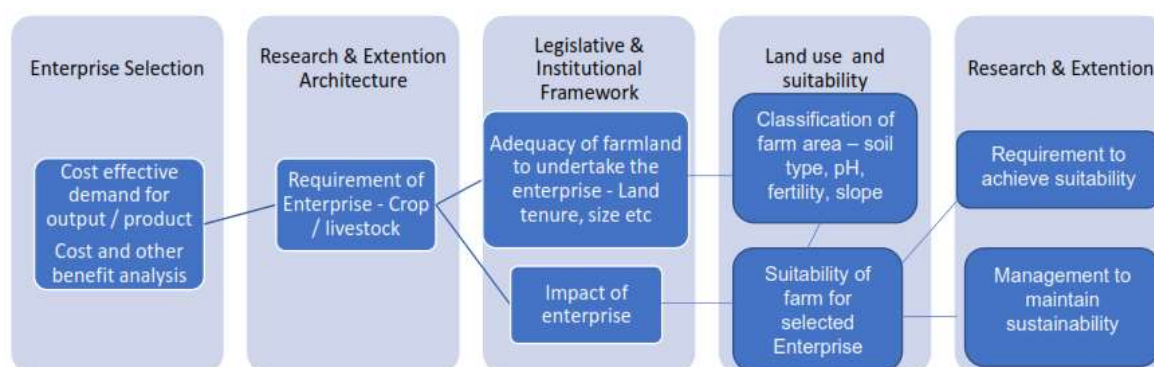 Enterprise Selection
Cost effective
demand for
output / product
Cost and other
benefit analysis
Research & Extention
Architecture
Requirement of
Enterprise - Crop
/ livestock
Legislative &
Institutional
Framework
Adequacy of farmland
to undertake the
enterprise - Land
tenure, size etc
Impact of
enterprise
Land use and
suitability
Classification of
farm area – soil
type, pH,
fertility, slope
Suitability of
farm for
selected
Enterprise
Research & Extention
Requirement to
achieve suitability
Management to
maintain
sustainability